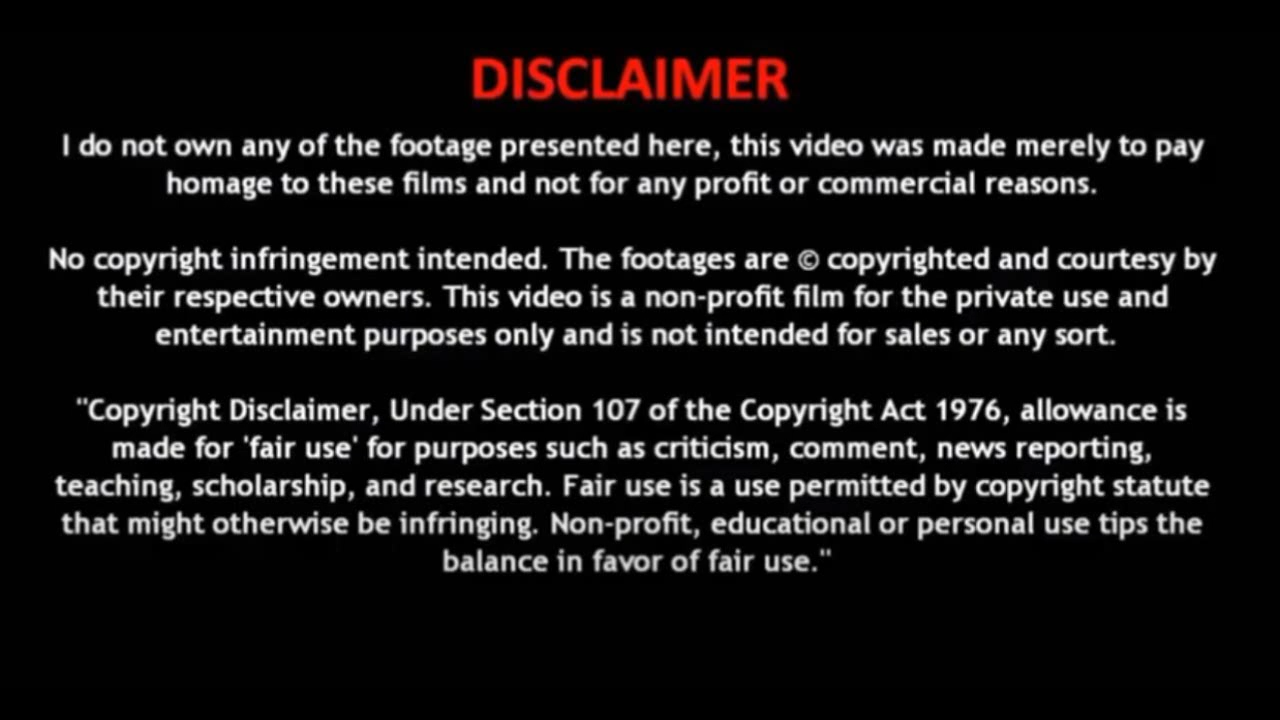 DISCLAIMER
I do not own any of the footage presented here, this video was made merely to pay
homage to these films and not for any profit or commercial reasons.
No copyright infringement intended. The footages are © copyrighted and courtesy by
their respective owners. This video is a non-profit film for the private use and
entertainment purposes only and is not intended for sales or any sort.
"Copyright Disclaimer, Under Section 107 of the Copyright Act 1976, allowance is
made for 'fair use' for purposes such as criticism, comment, news reporting,
teaching, scholarship, and research. Fair use is a use permitted by copyright statute
that might otherwise be infringing. Non-profit, educational or personal use tips the
balance in favor of fair use."